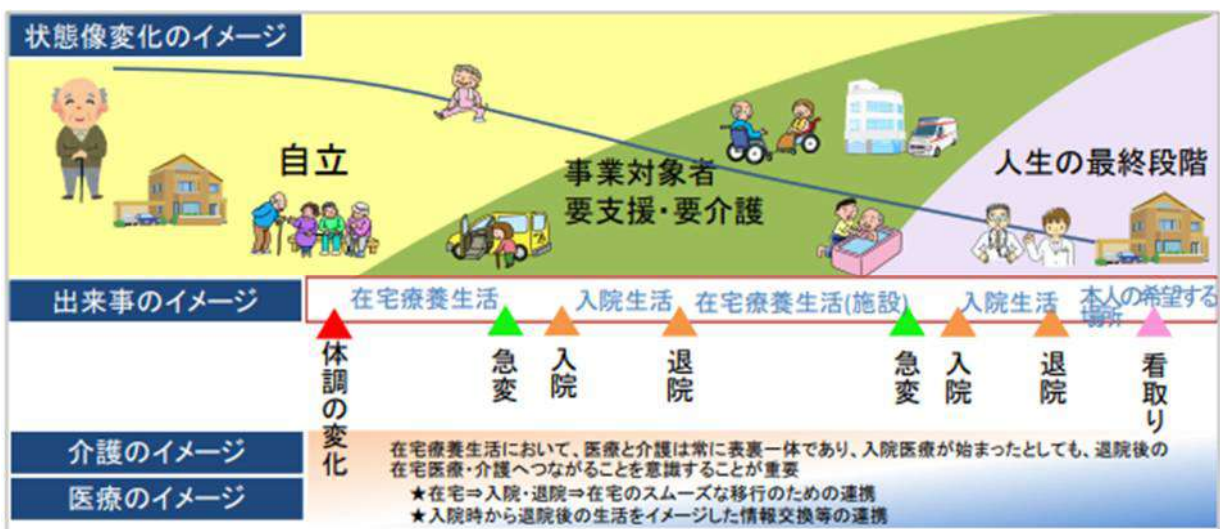 状態像変化のイメージ
自立
事業対象者
要支援・要介護
人生の最終段階
出来事のイメージ
在宅療養生活
入院生活
在宅療養生活(施設)
入院生活
本人の希望する
場所
体調の変化
急変
入院
退院
急変
入院
退院
看取り
介護のイメージ
医療のイメージ
在宅療養生活において、医療と介護は常に表裏一体であり、入院医療が始まったとしても、退院後の
在宅医療・介護へつながることを意識することが重要
★在宅⇒入院・退院⇒在宅のスムーズな移行のための連携
★入院時から退院後の生活をイメージした情報交換等の連携